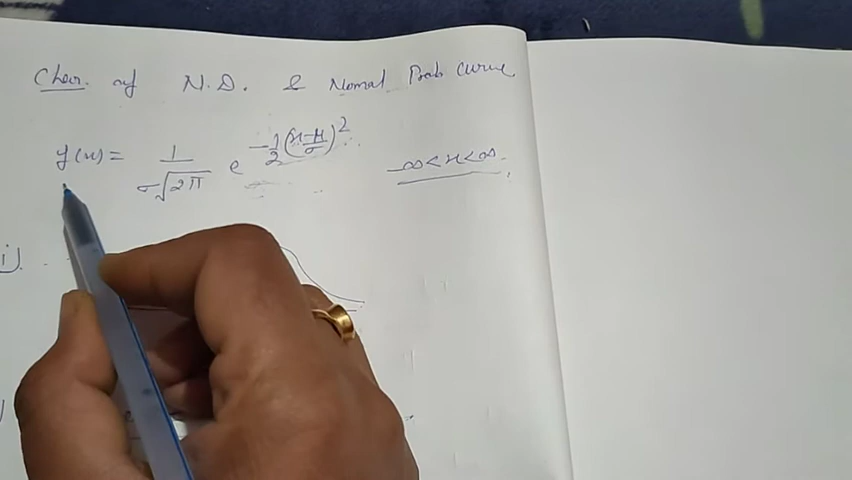 Char. of N.D. & Normal Prob Curve.
y(x) = 1/(σ√2π) e^(-1/2 ((x-μ)/σ)^2) -∞<x<∞.
i)